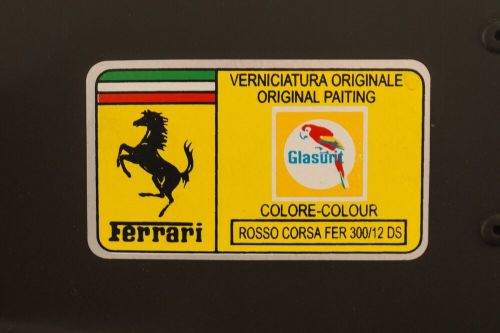 VERNICIATURA ORIGINALE
ORIGINAL PAITING
Glasurit
COLORE-COLOUR
Ferrari
ROSSO CORSA FER 300/12 DS